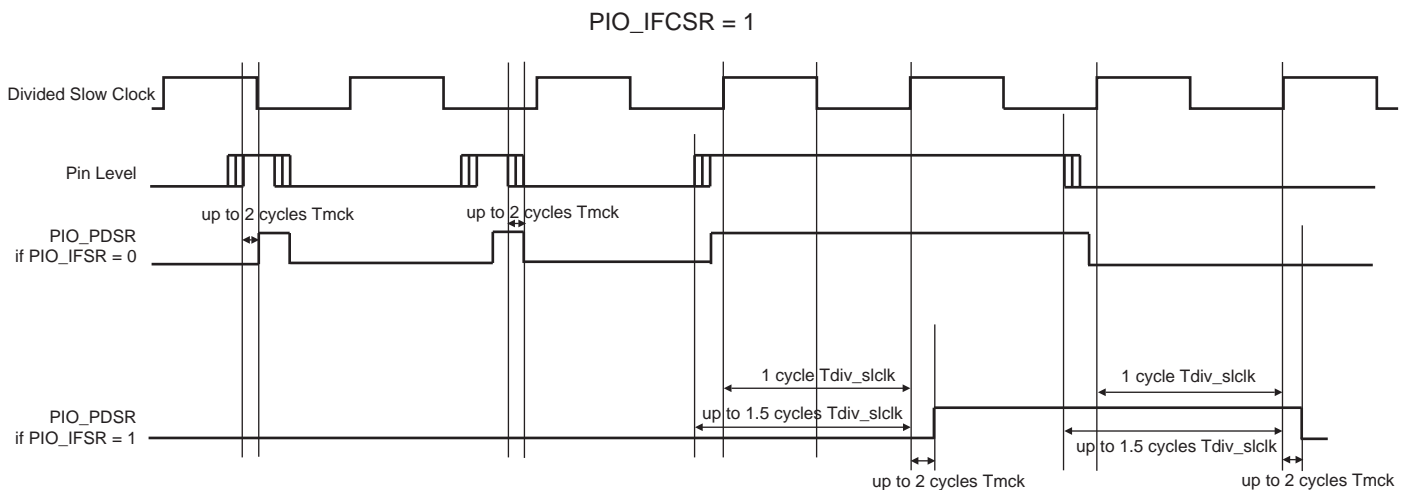 PIO_IFCSR = 1
Divided Slow Clock
Pin Level
up to 2 cycles Tmck
up to 2 cycles Tmck
PIO_PDSR
if PIO_IFSR = 0
1 cycle Tdiv_slclk
1 cycle Tdiv_slclk
PIO_PDSR
if PIO_IFSR = 1
up to 1.5 cycles Tdiv_slclk
up to 1.5 cycles Tdiv_slclk
up to 2 cycles Tmck
up to 2 cycles Tmck